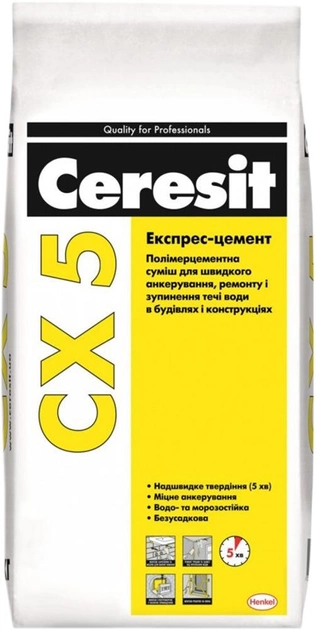 Quality for Professionals
Ceresit
CX 5
Експрес-цемент
Полімерцементна
суміш для швидкого
анкерування, ремонту і
зупинення течі води
в будівлях і конструкціях
• Надшвидке твердіння (5 хв)
• Міцне анкерування
• Водо- та морозостійка
• Безусадкова
5
хв
Henkel